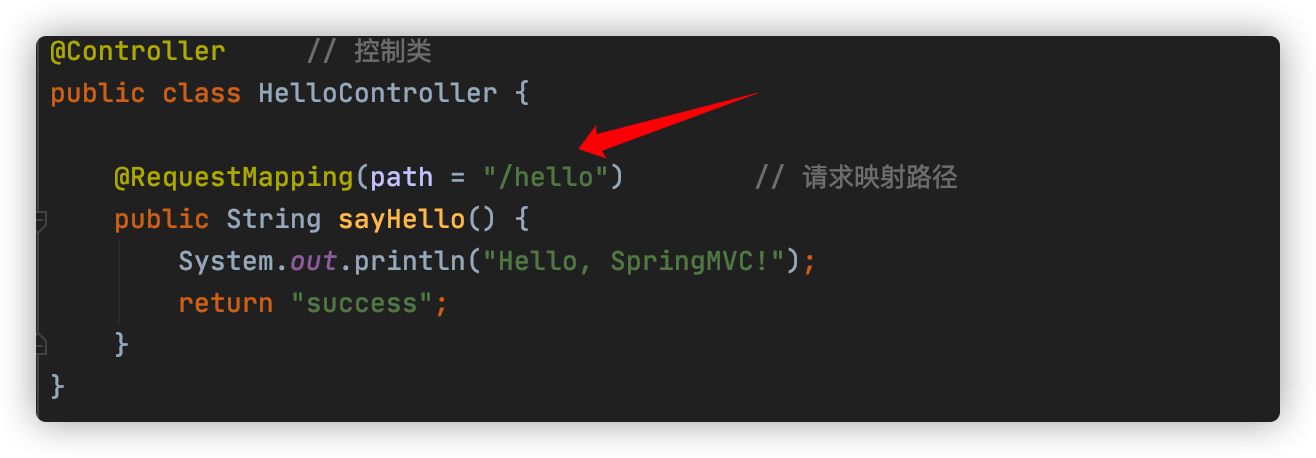 @Controller     // 控制类
public class HelloController {
    @RequestMapping(path = "/hello")        // 请求映射路径
    public String sayHello() {
        System.out.println("Hello, SpringMVC!");
        return "success";
    }
}